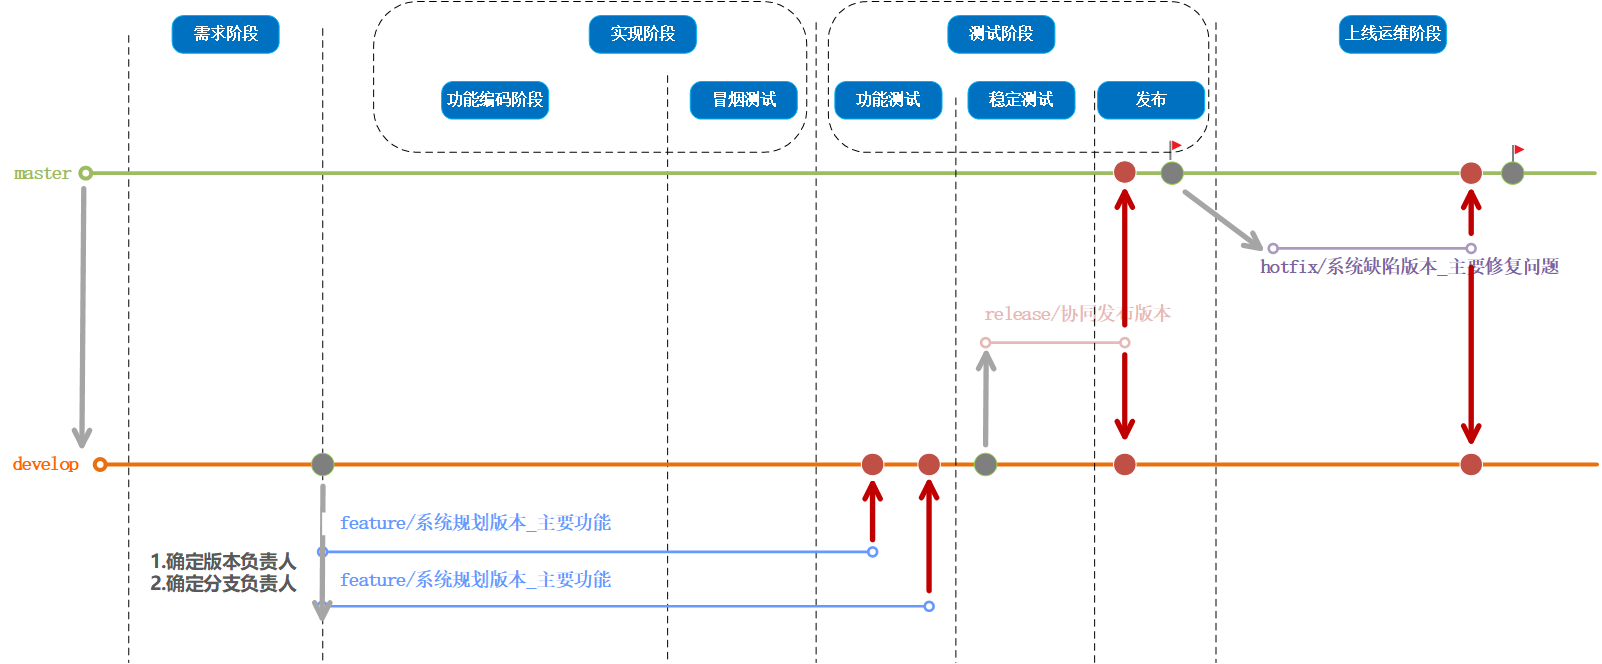 需求阶段
实现阶段
测试阶段
上线运维阶段
功能编码阶段
冒烟测试
功能测试
稳定测试
发布
master
hotfix/系统缺陷版本_主要修复问题
release/协同发布版本
develop
feature/系统规划版本_主要功能
1.确定版本负责人
2.确定分支负责人
feature/系统规划版本_主要功能